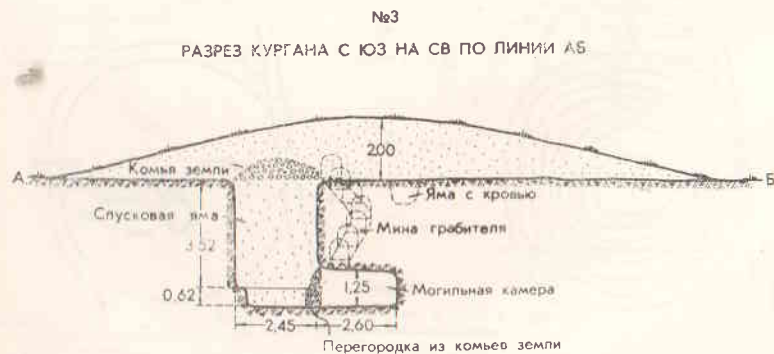 №3
РАЗРЕЗ КУРГАНА С ЮЗ НА СВ ПО ЛИНИИ АБ
200
Комья земли
А
Б
Яма с кровью
Спусковая яма
Мина грабителя
3,52
1,25
Могильная камера
0.62
2,45
2,60
Перегородка из комьев земли